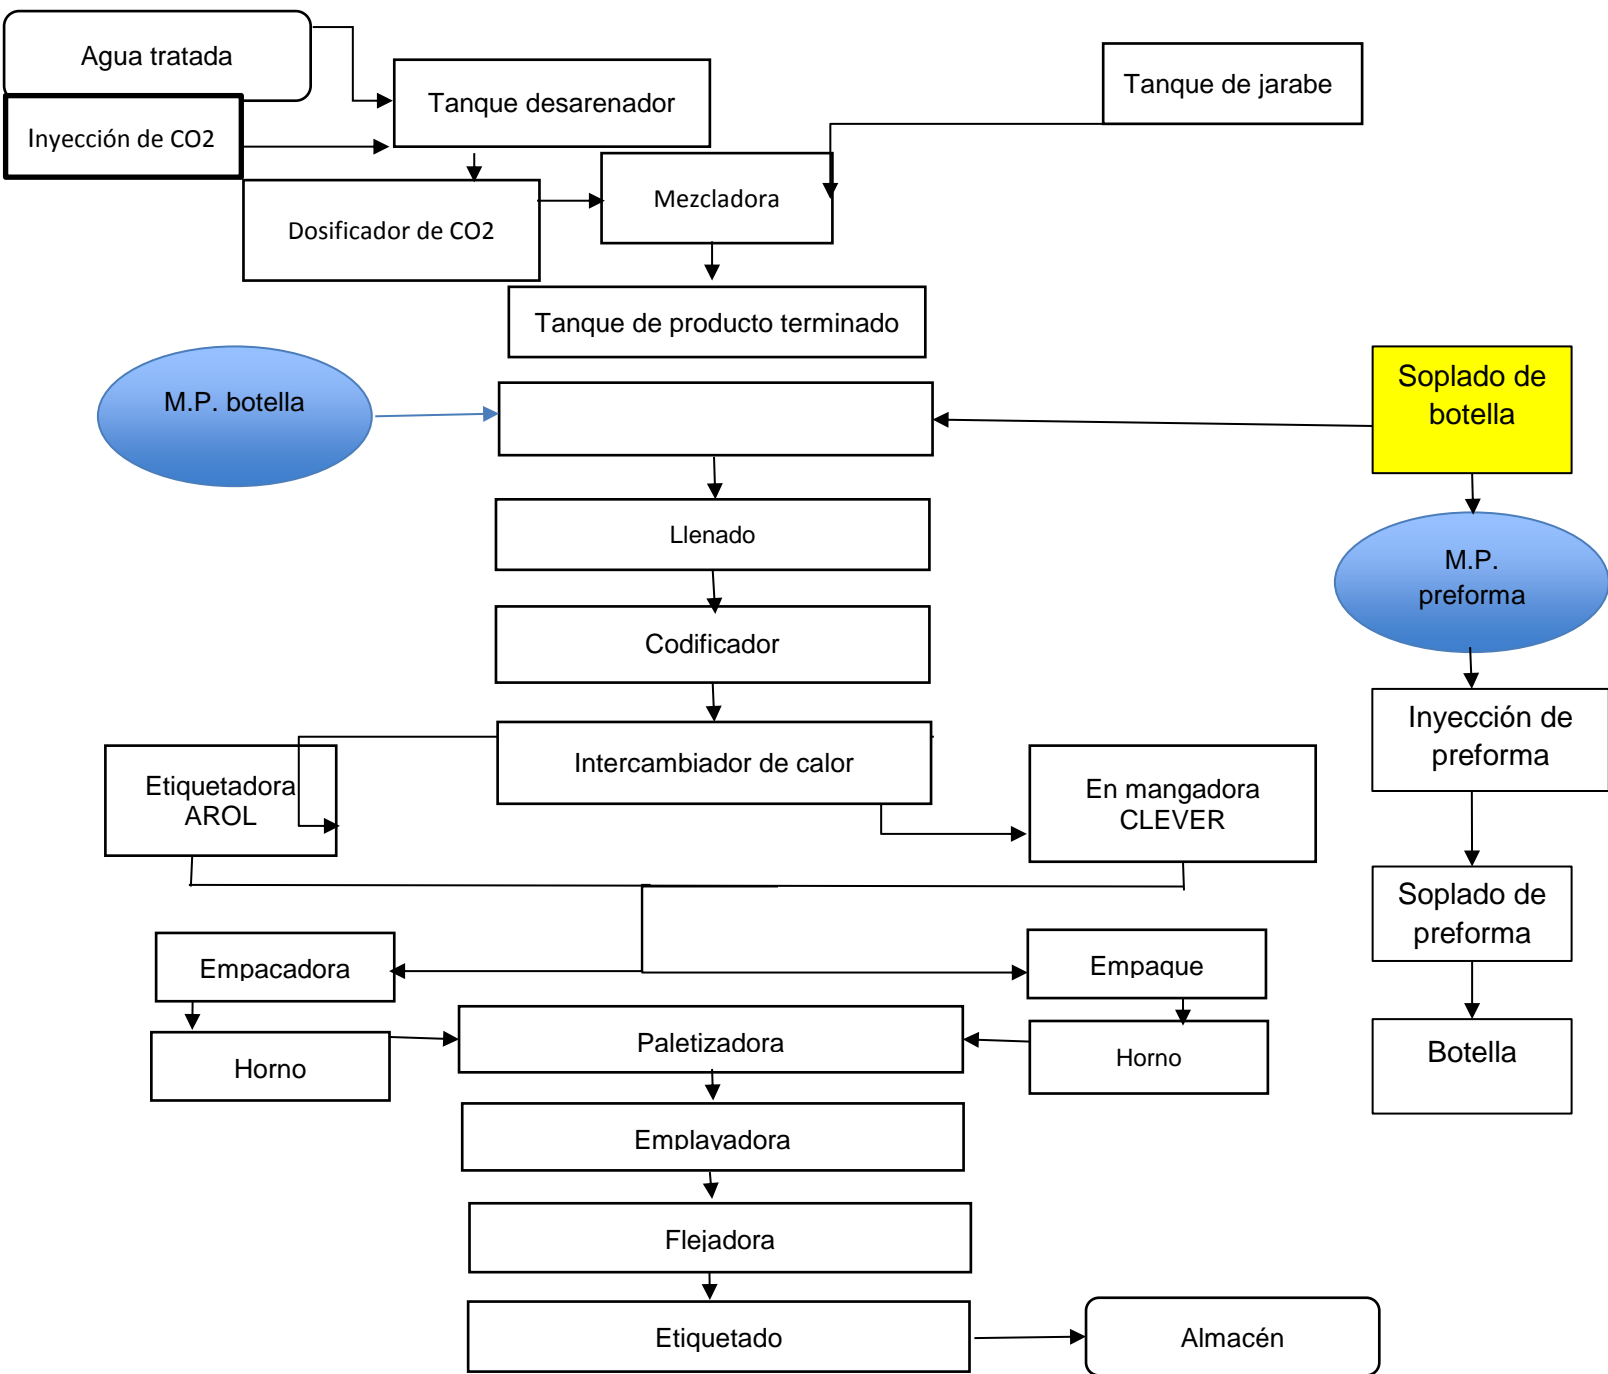 Agua tratada
Tanque de jarabe
Tanque desarenador
Inyección de CO2
Mezcladora
Dosificador de CO2
Tanque de producto terminado
M.P. botella
Soplado de
botella
Llenado
M.P.
preforma
Codificador
Inyección de
preforma
Intercambiador de calor
Etiquetadora
AROL
En mangadora
CLEVER
Soplado de
preforma
Empacadora
Empaque
Paletizadora
Horno
Horno
Botella
Emplayadora
Flejadora
Etiquetado
Almacén